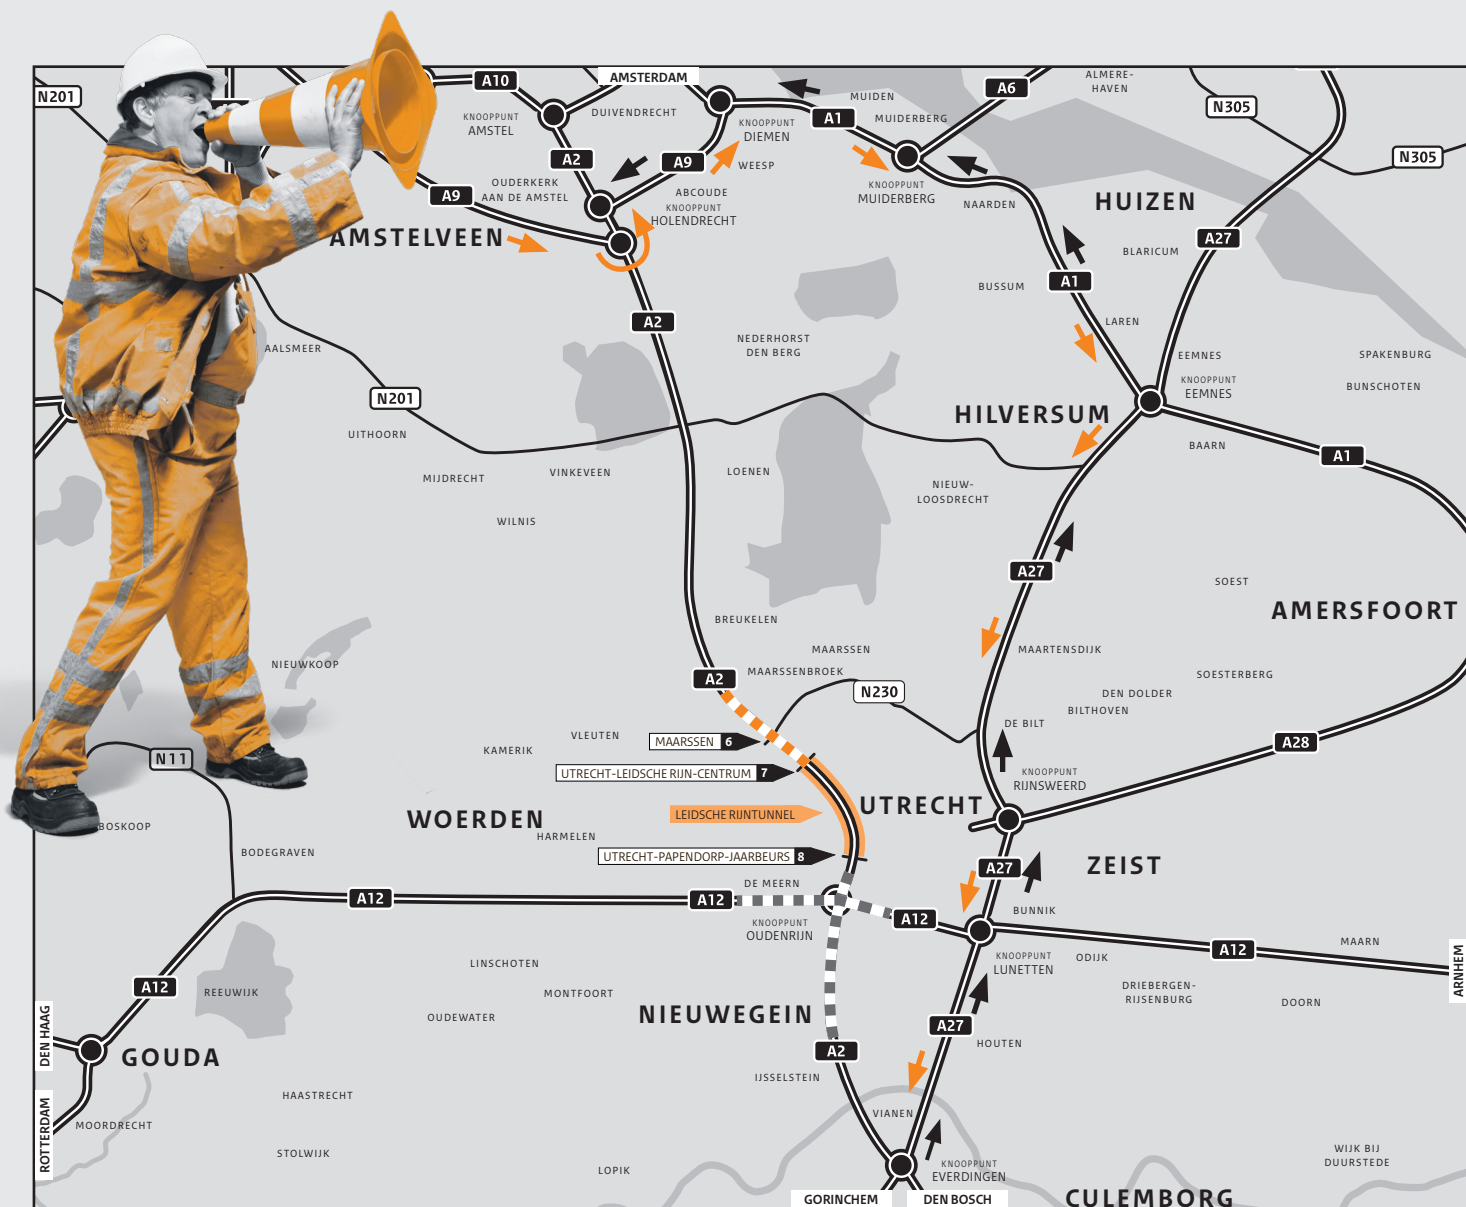 AMSTERDAM
A10
N201
ALMERE-
HAVEN
A6
MUIDEN
N305
KNOOPPUNT
AMSTEL
DUIVENDRECHT
A1
MUIDERBERG
KNOOPPUNT
DIEMEN
N305
A2
A9
WEESP
OUDERKERK
AAN DE AMSTEL
A9
ABCOUDE
KNOOPPUNT
HOLENDRECHT
KNOOPPUNT
MUIDERBERG
NAARDEN
HUIZEN
AMSTELVEEN
A27
BLARICUM
A1
BUSSUM
A2
LAREN
AALSMEER
NEDERHORST
DEN BERG
EEMNES
SPAKENBURG
KNOOPPUNT
EEMNES
BUNSCHOTEN
N201
HILVERSUM
UITHOORN
BAARN
A1
MIJDRECHT
VINKEVEEN
LOENEN
NIEUW-
LOOSDRECHT
WILNIS
A27
SOEST
AMERSFOORT
BREUKELEN
MAARSSEN
MAARTENSDIJK
NIEUWKOOP
MAARSSENBROEK
A2
SOESTERBERG
N230
DEN DOLDER
BILTHOVEN
DE BILT
VLEUTEN
MAARSSEN 6
KAMERIK
A28
N11
UTRECHT-LEIDSCHE RIJN-CENTRUM 7
KNOOPPUNT
RIJNSWEERD
UTRECHT
LEIDSCHE RIJNTUNNEL
WOERDEN
BOSKOOP
HARMELEN
BODEGRAVEN
UTRECHT-PAPENDORP-JAARBEURS 8
A27
ZEIST
DE MEERN
A12
A12
A12
BUNNIK
KNOOPPUNT
OUDENRIJN
MAARN
A12
KNOOPPUNT
LUNETTEN
ODIJK
ARNHEM
LINSCHOTEN
A12
REEUWIJK
MONTFOORT
DRIEBERGEN-
RIJSENBURG
DOORN
NIEUWEGEIN
OUDEWATER
A27
DEN HAAG
HOUTEN
GOUDA
A2
IJSSELSTEIN
HAASTRECHT
VIANEN
MOORDRECHT
ROTTERDAM
STOLWIJK
WIJK BIJ
DUURSTEDE
LOPIK
KNOOPPUNT
EVERDINGEN
GORINCHEM
DEN BOSCH
CULEMBORG